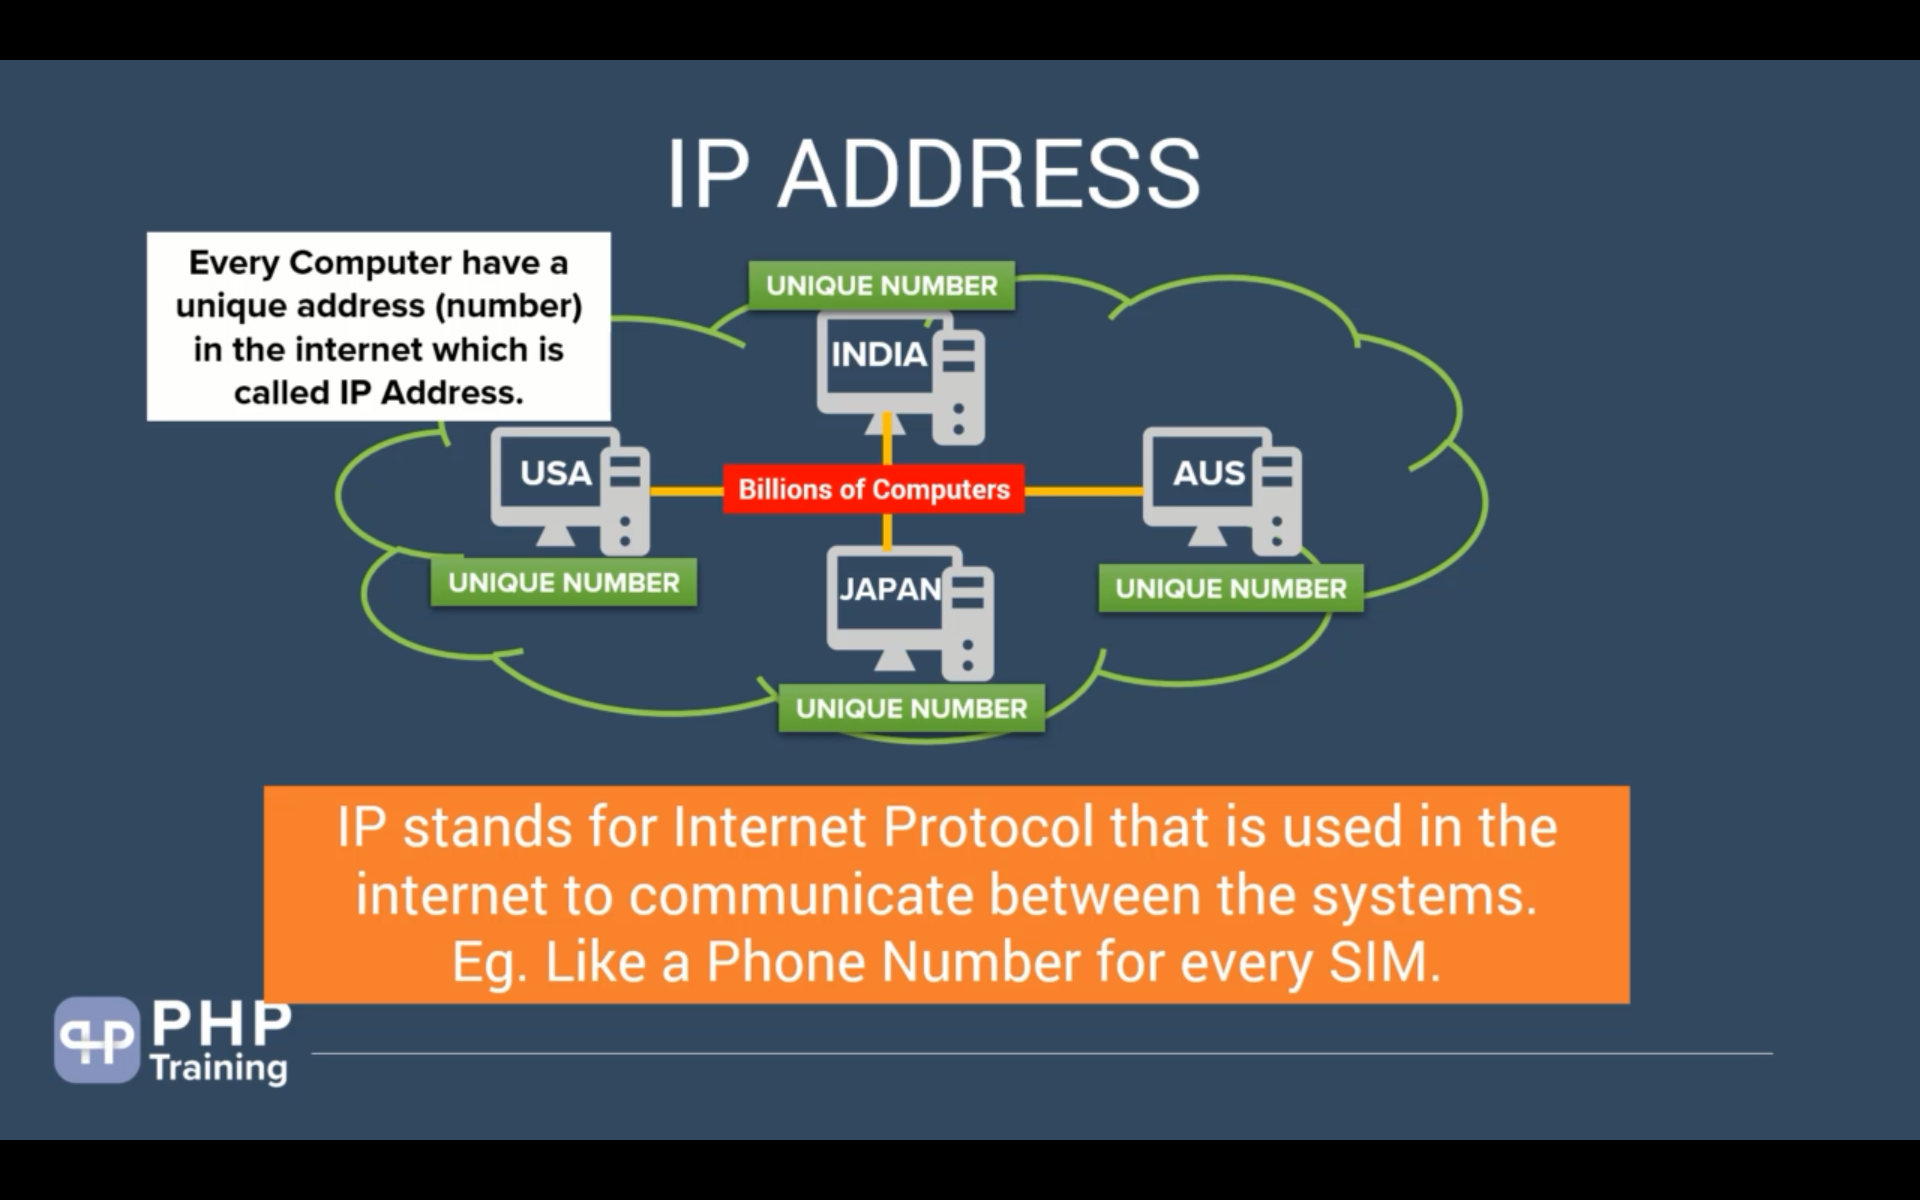 IP ADDRESS
Every Computer have a
unique address (number)
in the internet which is
called IP Address.
UNIQUE NUMBER
INDIA
USA
Billions of Computers
AUS
UNIQUE NUMBER
JAPAN
UNIQUE NUMBER
UNIQUE NUMBER
IP stands for Internet Protocol that is used in the
internet to communicate between the systems.
Eg. Like a Phone Number for every SIM.
php
PHP
Training